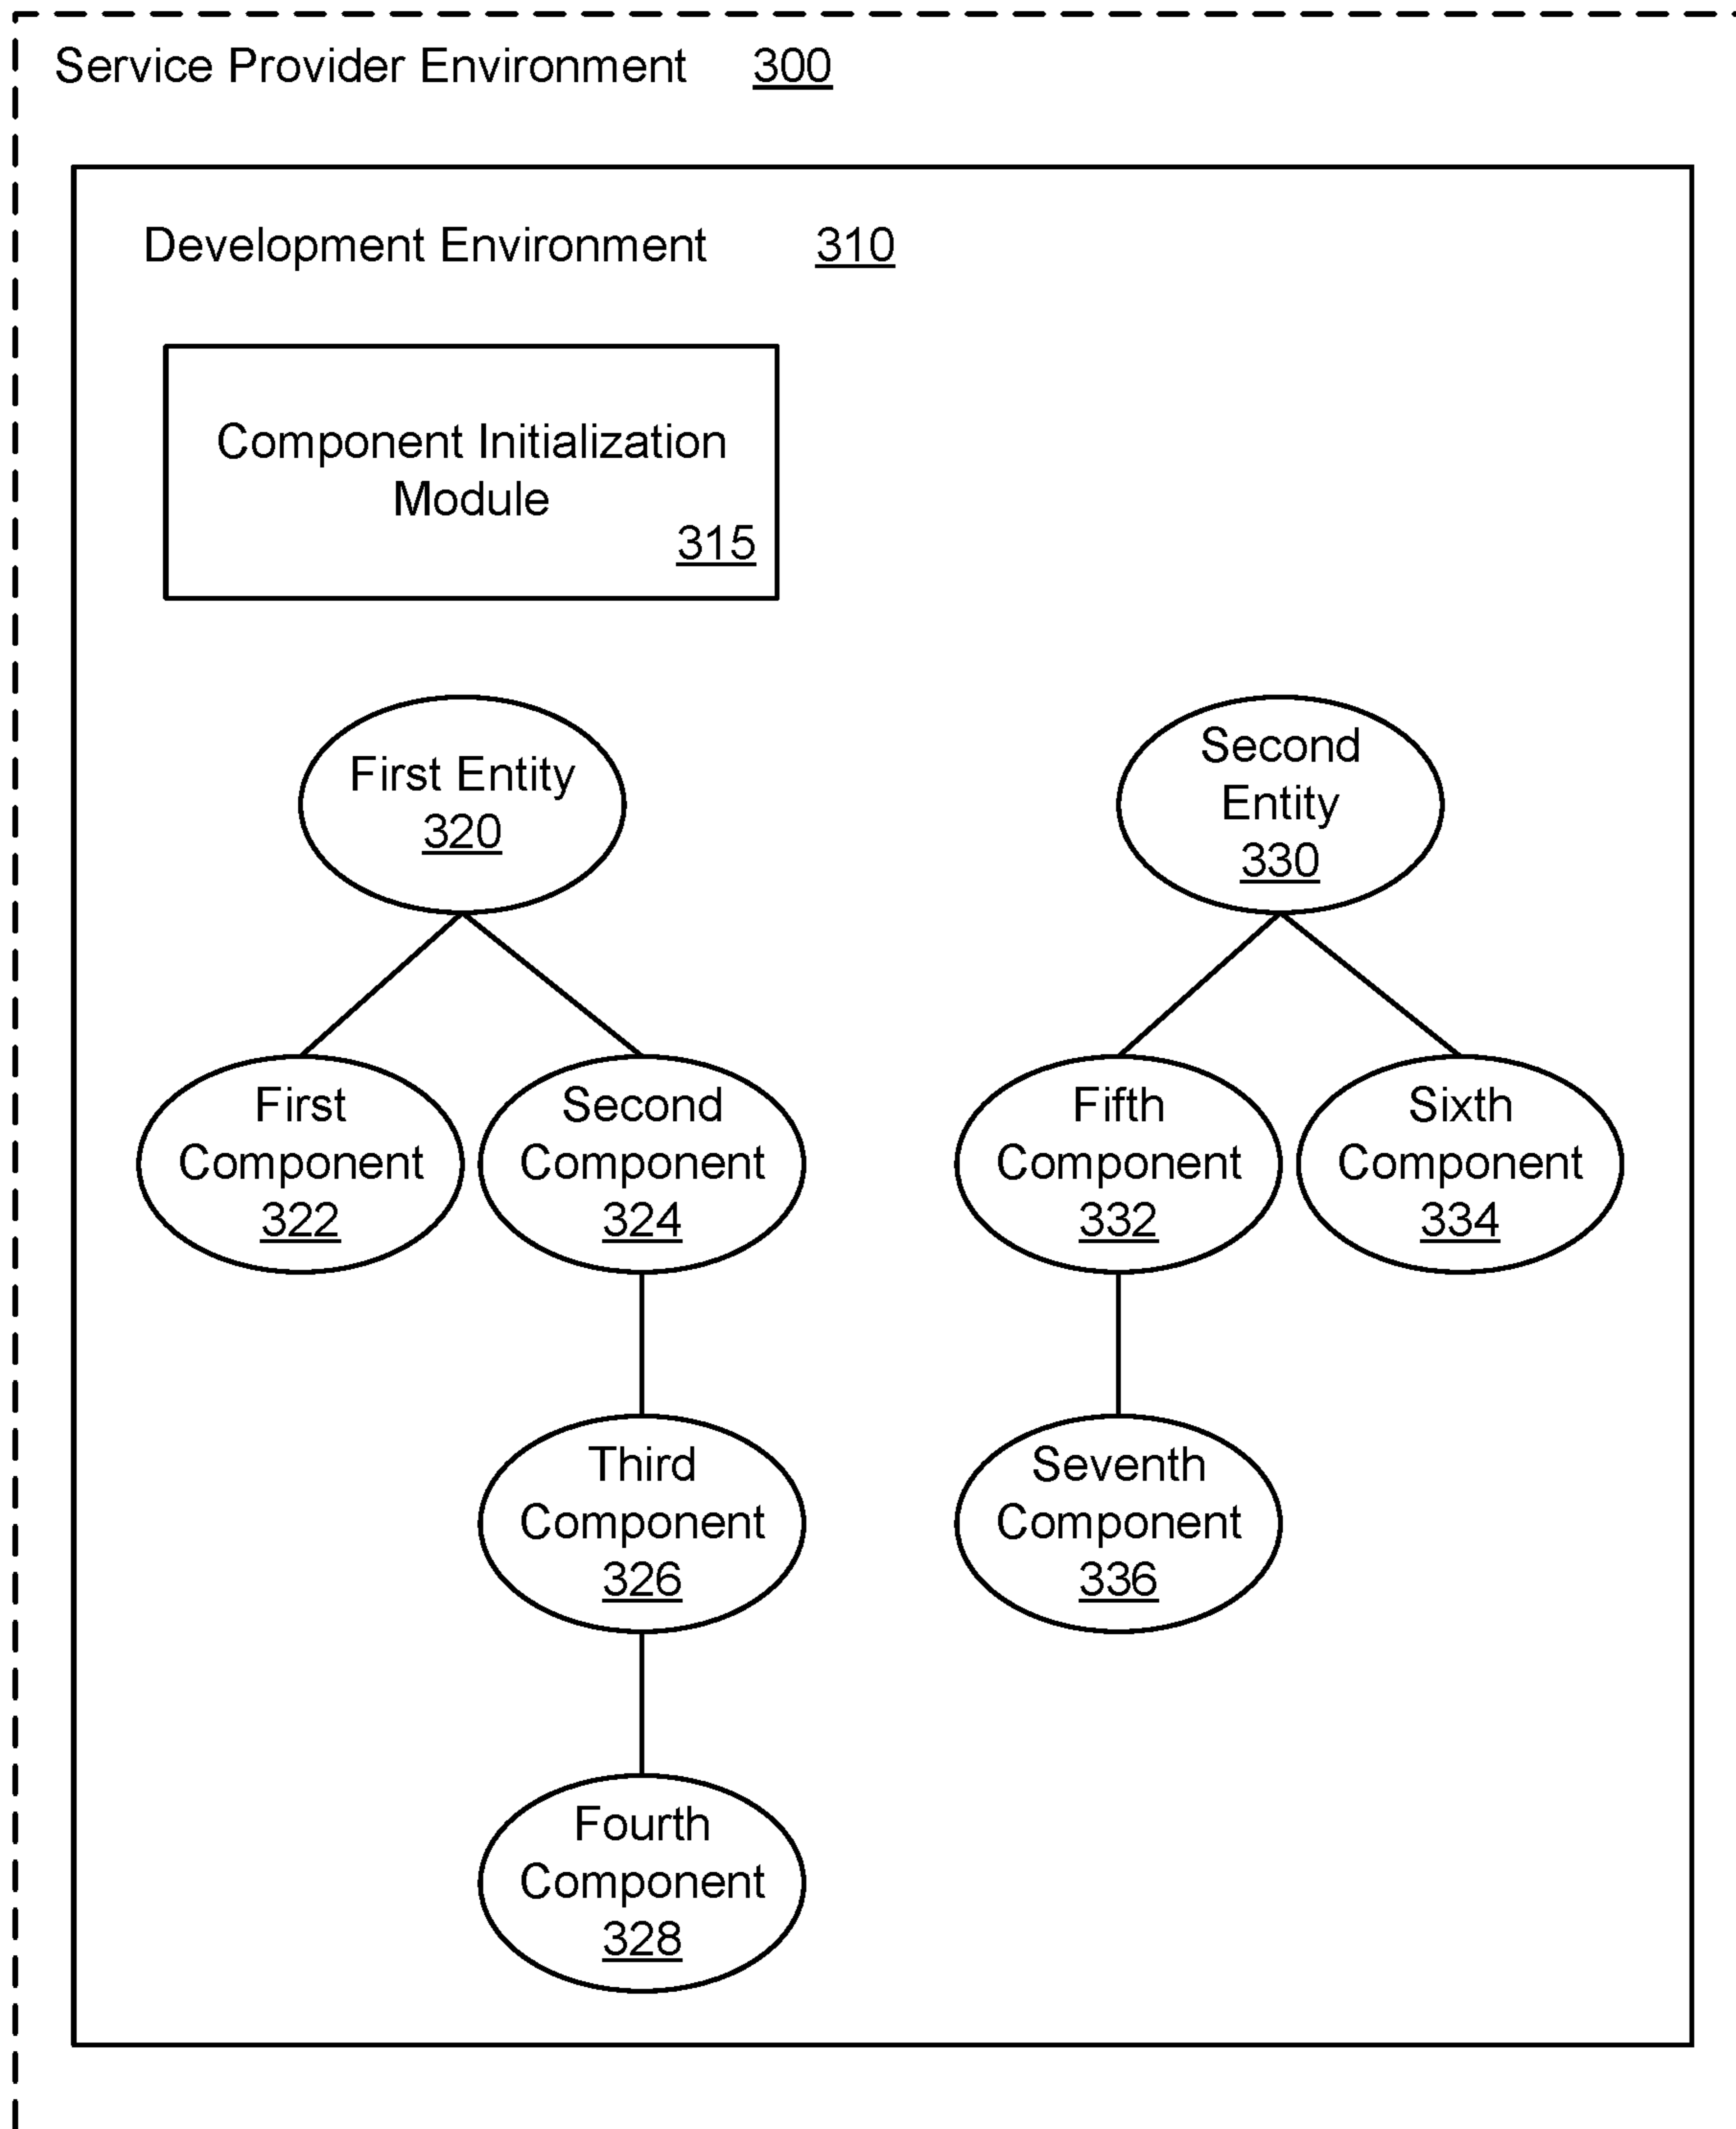 Service Provider Environment 300
Development Environment 310
Component Initialization
Module
315
First Entity
320
Second
Entity
330
First
Component
322
Second
Component
324
Fifth
Component
332
Sixth
Component
334
Third
Component
326
Seventh
Component
336
Fourth
Component
328